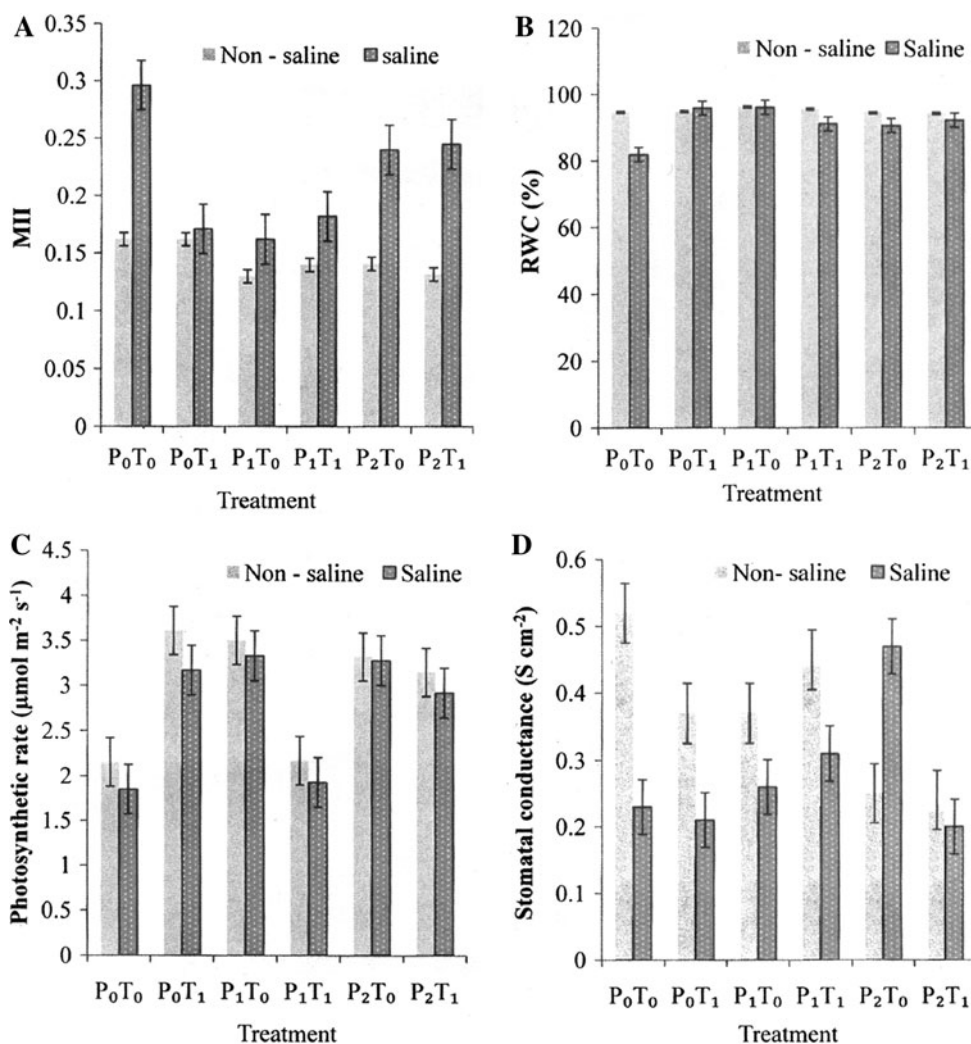 A
MII
0.35
0.3
0.25
0.2
0.15
0.1
0.05
0
Non - saline saline
P₀T₀ P₀T₁ P₁T₀ P₁T₁ P₂T₀ P₂T₁
Treatment
B
RWC (%)
120
100
80
60
40
20
0
Non - saline Saline
P₀T₀ P₀T₁ P₁T₀ P₁T₁ P₂T₀ P₂T₁
Treatment
C
Photosynthetic rate (µmol m⁻² s⁻¹)
4.5
4
3.5
3
2.5
2
1.5
1
0.5
0
Non - saline Saline
P₀T₀ P₀T₁ P₁T₀ P₁T₁ P₂T₀ P₂T₁
Treatment
D
Stomatal conductance (S cm⁻²)
0.6
0.5
0.4
0.3
0.2
0.1
0
Non- saline Saline
P₀T₀ P₀T₁ P₁T₀ P₁T₁ P₂T₀ P₂T₁
Treatment